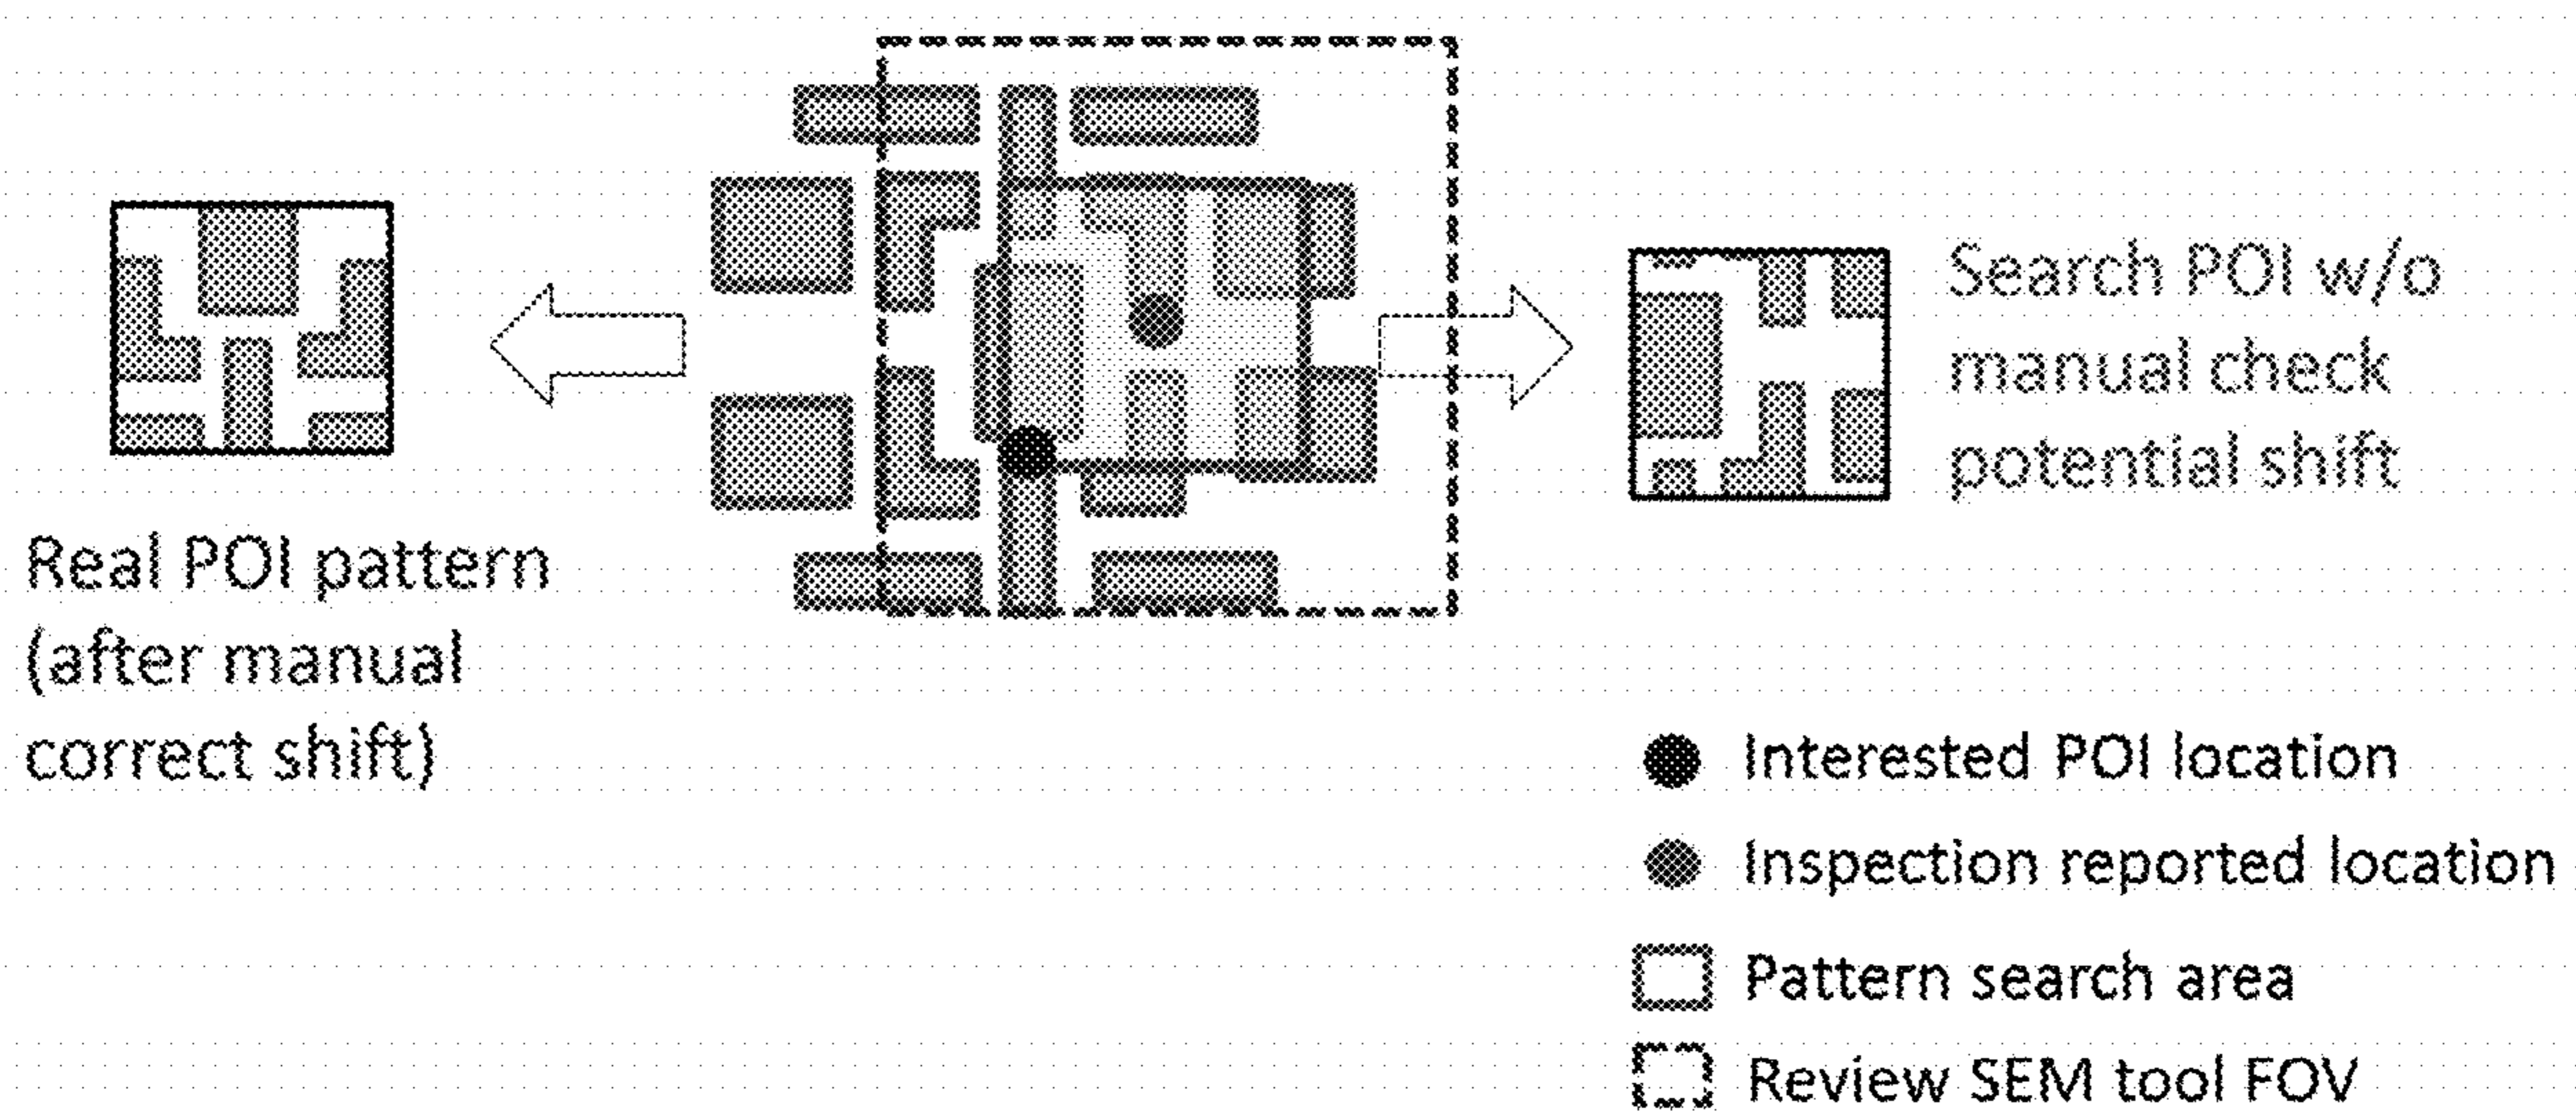 Real POI pattern
(after manual
correct shift)
Search POI w/o
manual check
potential shift
Interested POI location
Inspection reported location
Pattern search area
Review SEM tool FOV